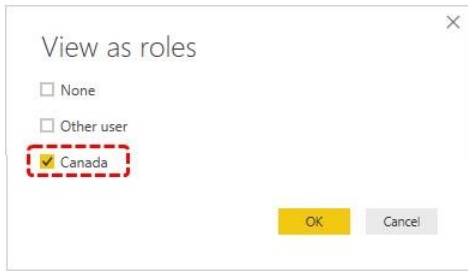 View as roles
None
Other user
Canada
OK
Cancel